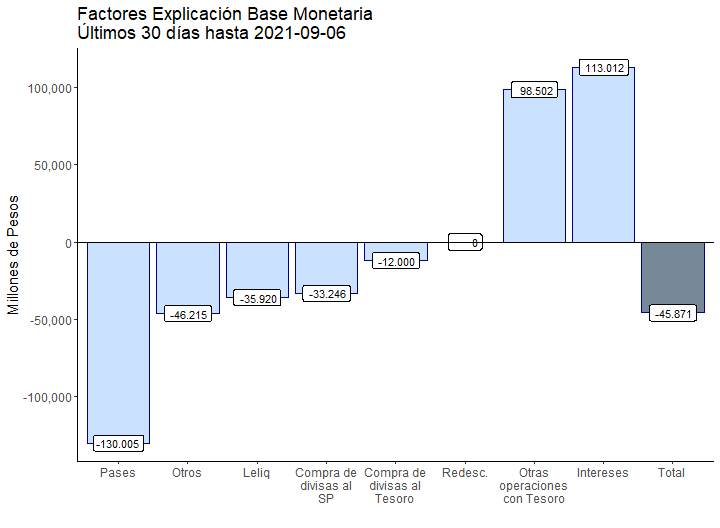 Factores Explicación Base Monetaria
Últimos 30 días hasta 2021-09-06
Millones de Pesos
100,000
50,000
0
-50,000
-100,000
-130.005
-46.215
-35.920
-33.246
-12.000
0
98.502
113.012
-45.871
Pases
Otros
Leliq
Compra de
divisas al
SP
Compra de
divisas al
Tesoro
Redesc.
Otras
operaciones
con Tesoro
Intereses
Total